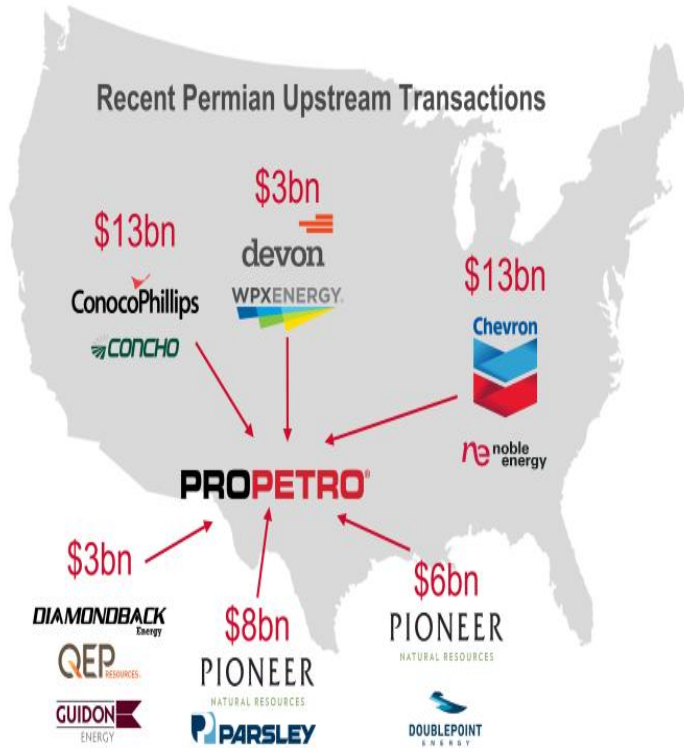 Recent Permian Upstream Transactions
$3bn
devon
WPXENERGY.
$13bn
ConocoPhillips
CONCHO
$13bn
Chevron
ne noble
energy
PROPETRO®
$3bn
DIAMONDBACK
Energy
QEP RESOURCES
GUIDON
ENERGY
$8bn
PIONEER
NATURAL RESOURCES
PARSLEY
$6bn
PIONEER
NATURAL RESOURCES
DOUBLEPOINT
ENERGY